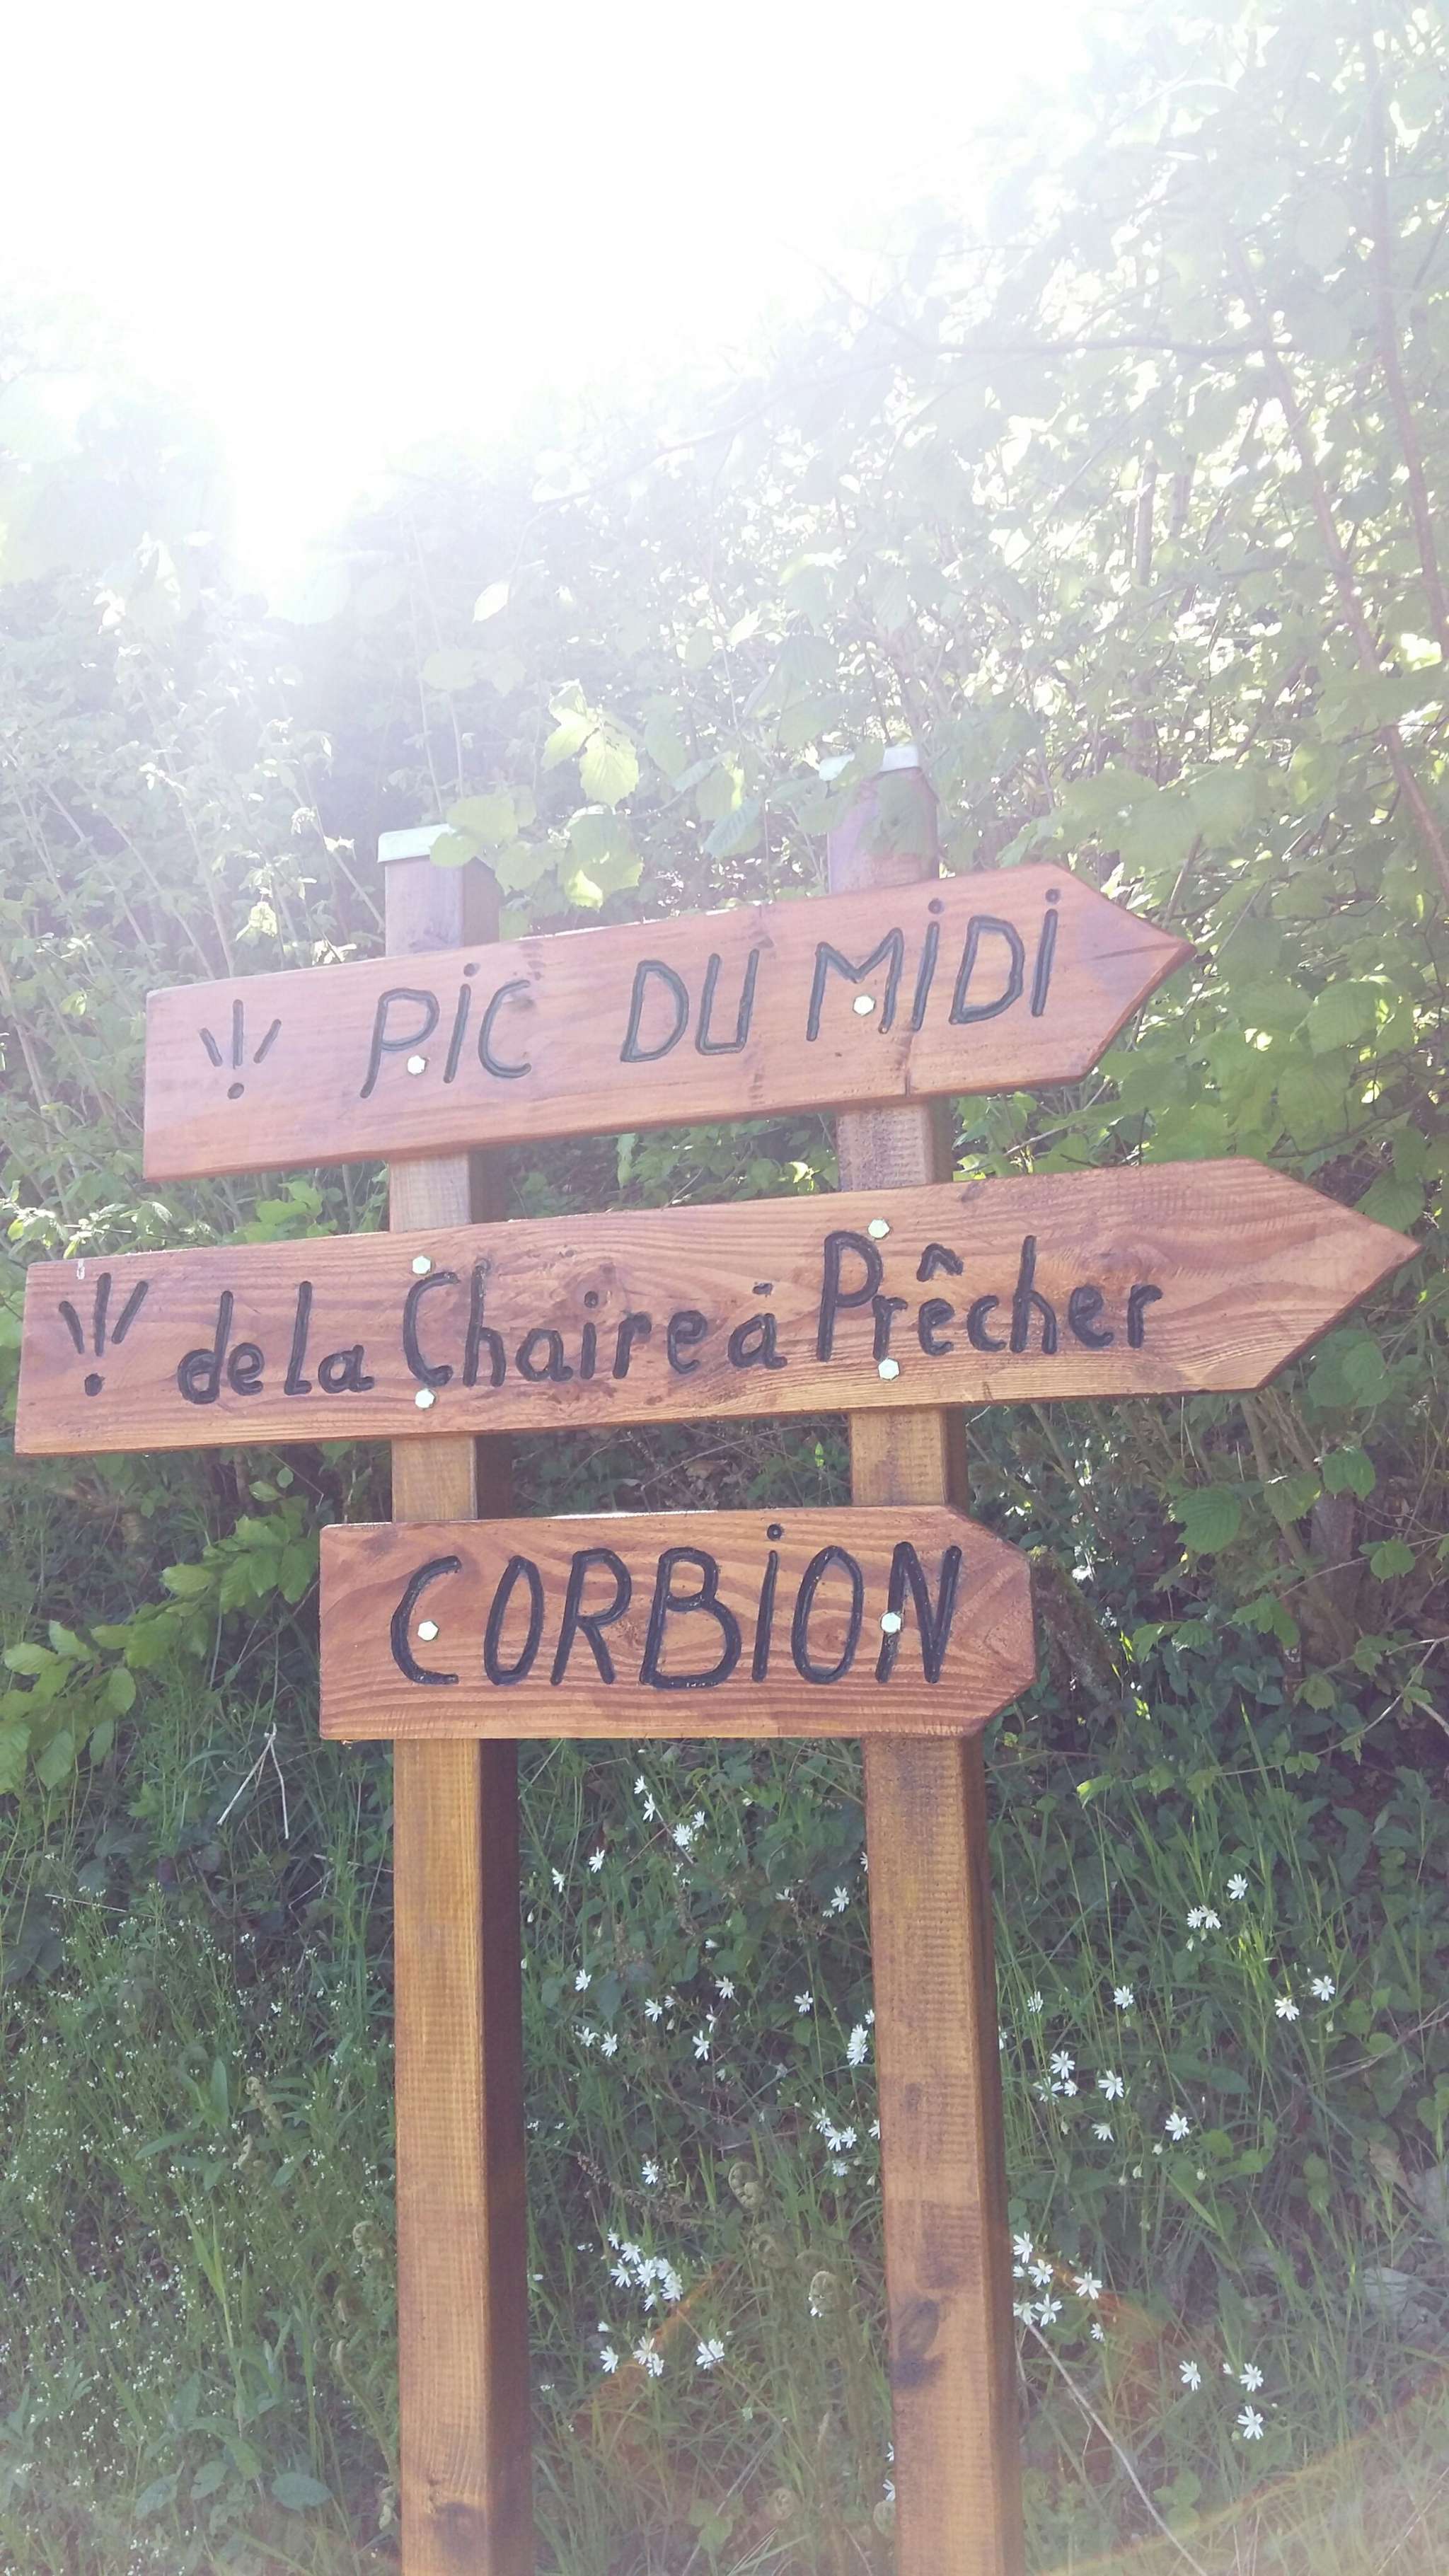 PIC DU MIDI
de la Chaire à Prêcher
CORBION